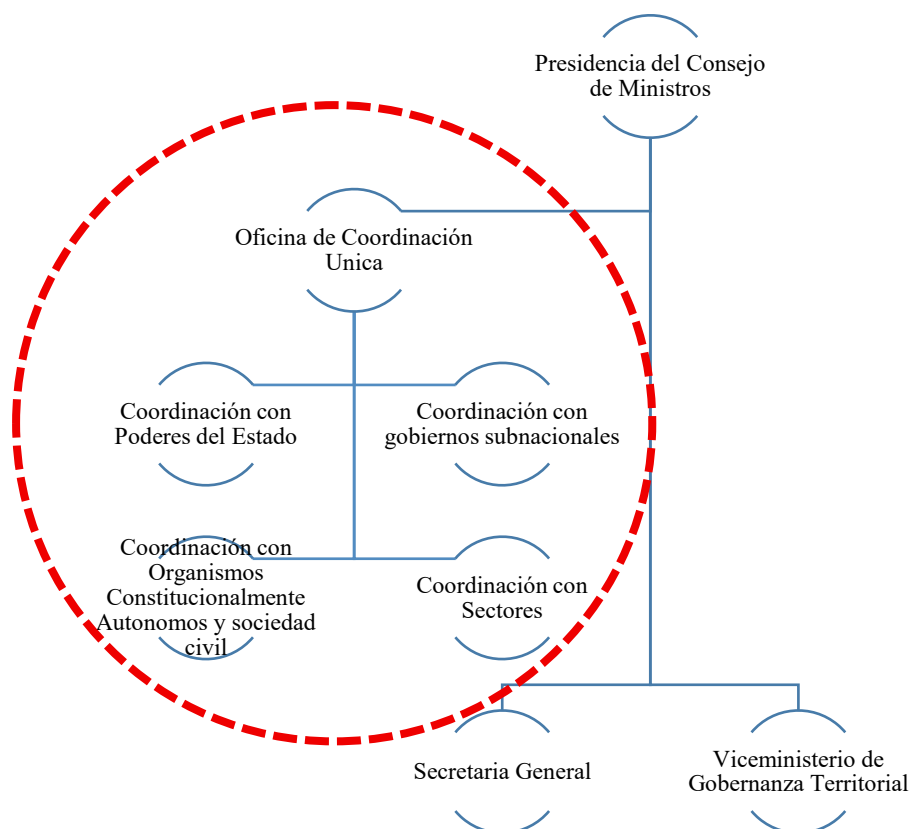 Presidencia del Consejo
de Ministros
Oficina de Coordinación
Unica
Coordinación con
Poderes del Estado
Coordinación con
gobiernos subnacionales
Coordinación con
Organismos
Constitucionalmente
Autonomos y sociedad
civil
Coordinación con
Sectores
Secretaria General
Viceministerio de
Gobernanza Territorial